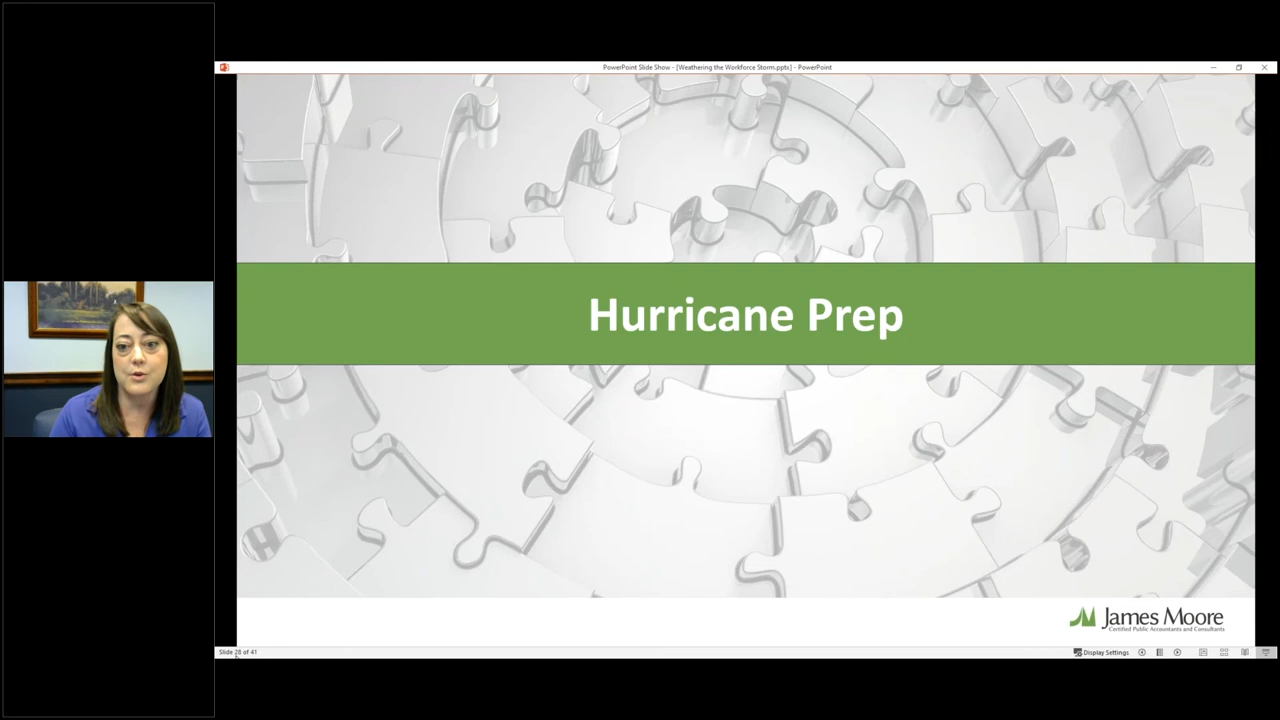 PowerPoint Slide Show - [Weathering the Workforce Storm.pptx] - PowerPoint
Hurricane Prep
James Moore
Certified Public Accountants and Consultants
Slide 28 of 41
Display Settings